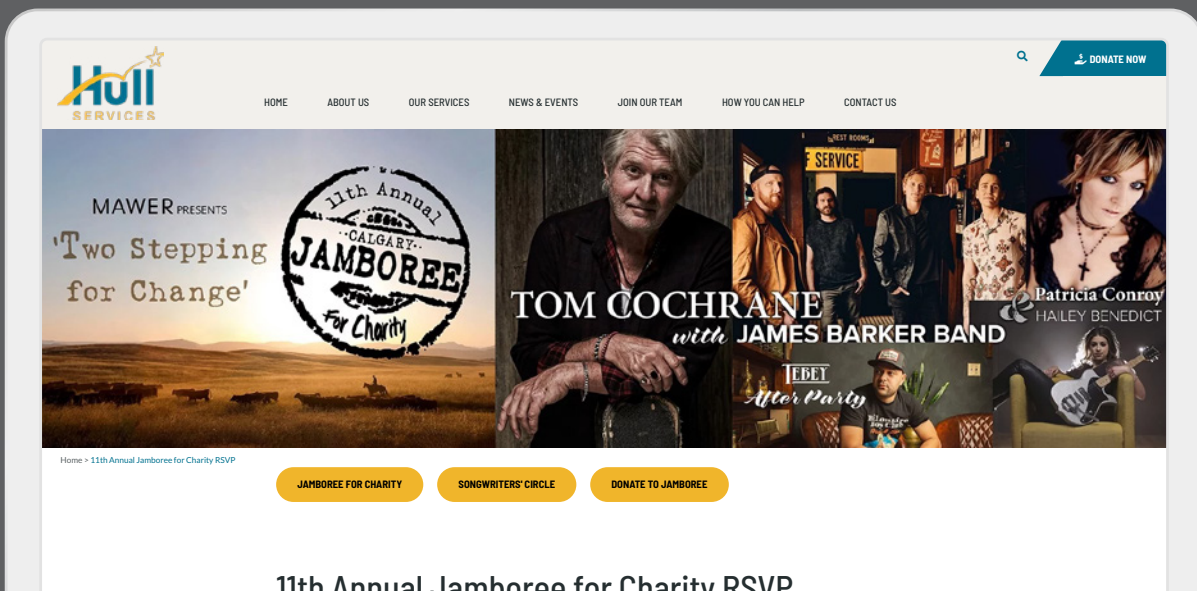 Hull
SERVICES
DONATE NOW
HOME
ABOUT US
OUR SERVICES
NEWS & EVENTS
JOIN OUR TEAM
HOW YOU CAN HELP
CONTACT US
MAWER PRESENTS
'Two Stepping
for Change'
11th Annual
CALGARY
JAMBOREE
For Charity
REST ROOMS
F SERVICE
TOM COCHRANE
with JAMES BARKER BAND
& Patricia Conroy
HAILEY BENEDICT
TEBEY
After Party
Home > 11th Annual Jamboree for Charity RSVP
JAMBOREE FOR CHARITY
SONGWRITERS' CIRCLE
DONATE TO JAMBOREE
11th Annual Jamboree for Charity RSVP